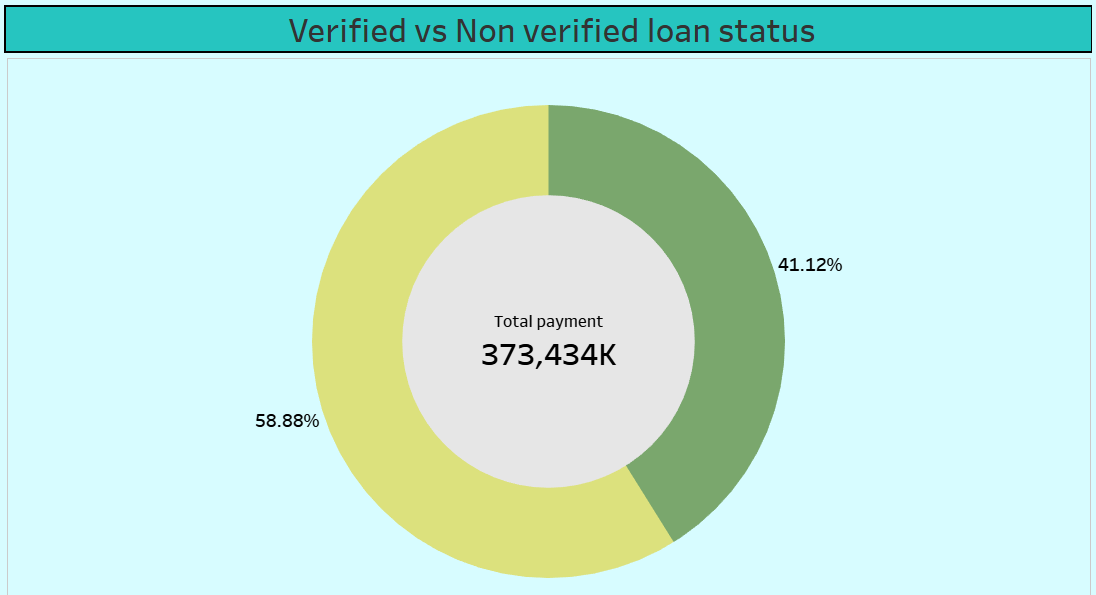 Verified vs Non verified loan status
41.12%
Total payment
373,434K
58.88%